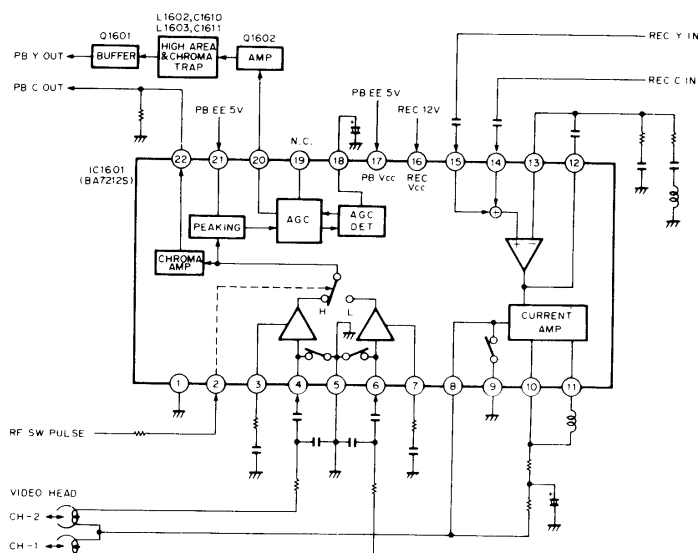 L1602,C1610
L1603,C1611
Q1601
Q1602
REC Y IN
PB Y OUT
BUFFER
HIGH AREA
& CHROMA
TRAP
AMP
REC C IN
PB C OUT
PB EE 5V
PB EE 5V
REC 12V
N.C.
22
21
20
19
18
17
16
15
14
13
12
IC1601
(BA7212S)
PB Vcc
REC
Vcc
PEAKING
AGC
AGC
DET
CHROMA
AMP
+
+
−
H
L
CURRENT
AMP
1
2
3
4
5
6
7
8
9
10
11
RF SW PULSE
VIDEO HEAD
CH-2
CH-1